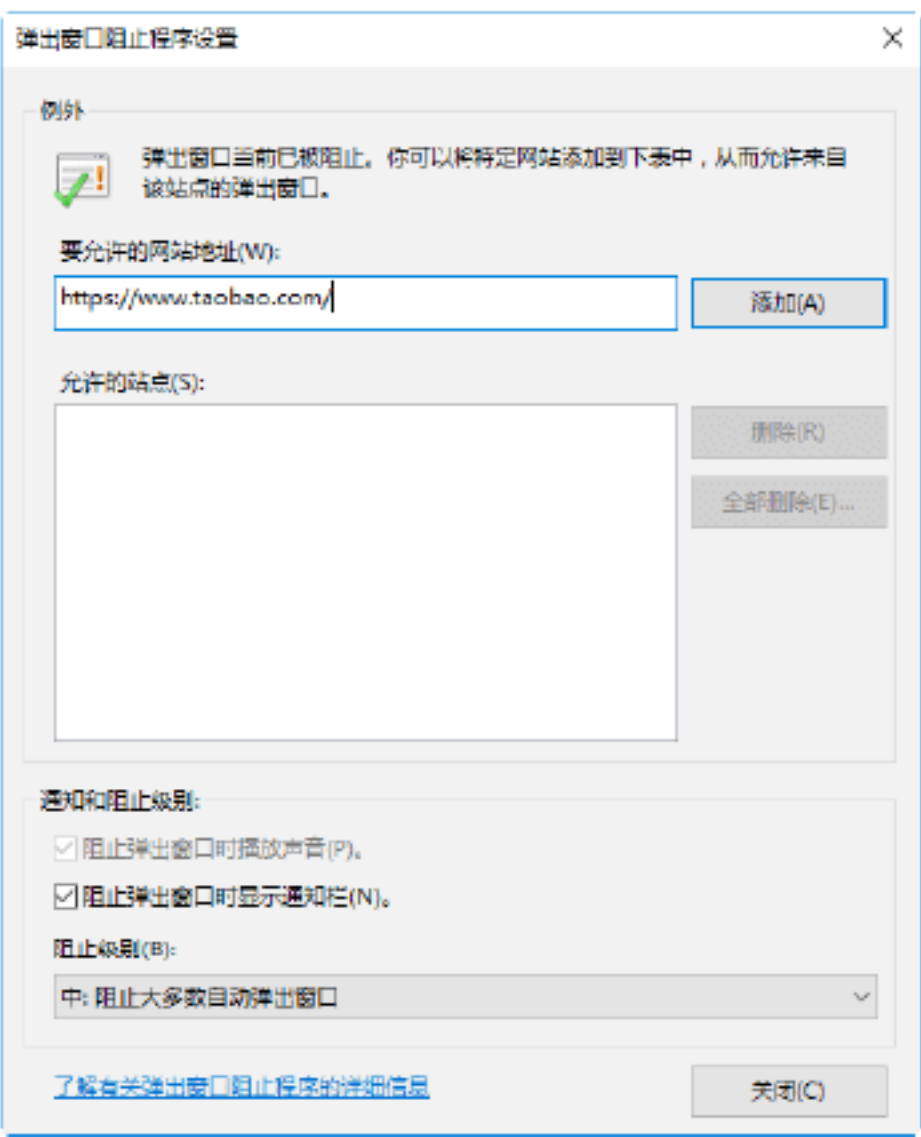 弹出窗口阻止程序设置
例外
弹出窗口当前已被阻止。你可以将特定网站添加到下表中，从而允许来自
该站点的弹出窗口。
要允许的网站地址(W):
https://www.taobao.com/
添加(A)
允许的站点(S):
删除(R)
全部删除(E)...
通知和阻止级别:
阻止弹出窗口时播放声音(P)。
阻止弹出窗口时显示通知栏(N)。
阻止级别(B):
中: 阻止大多数自动弹出窗口
了解有关弹出窗口阻止程序的详细信息
关闭(C)